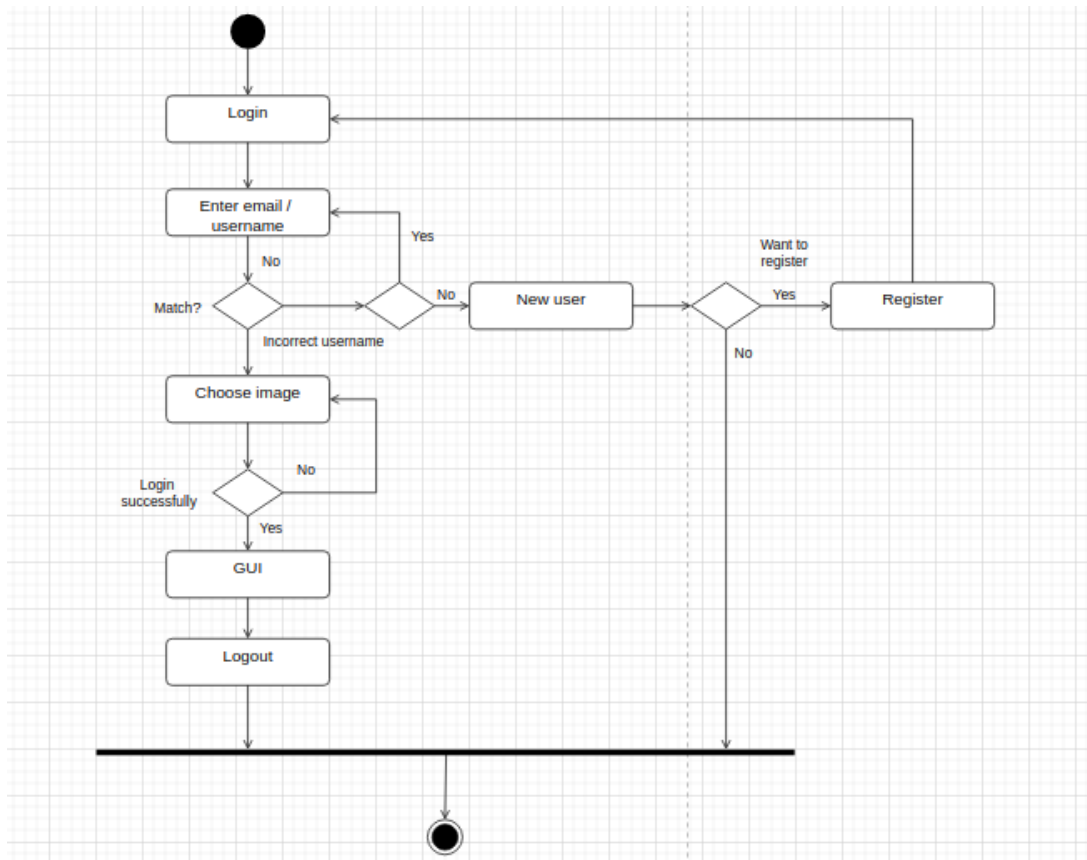 Login
Enter email /
username
Yes
No
Want to
register
Match?
No
New user
Yes
Register
Incorrect username
No
Choose image
No
Login
successfully
Yes
GUI
Logout